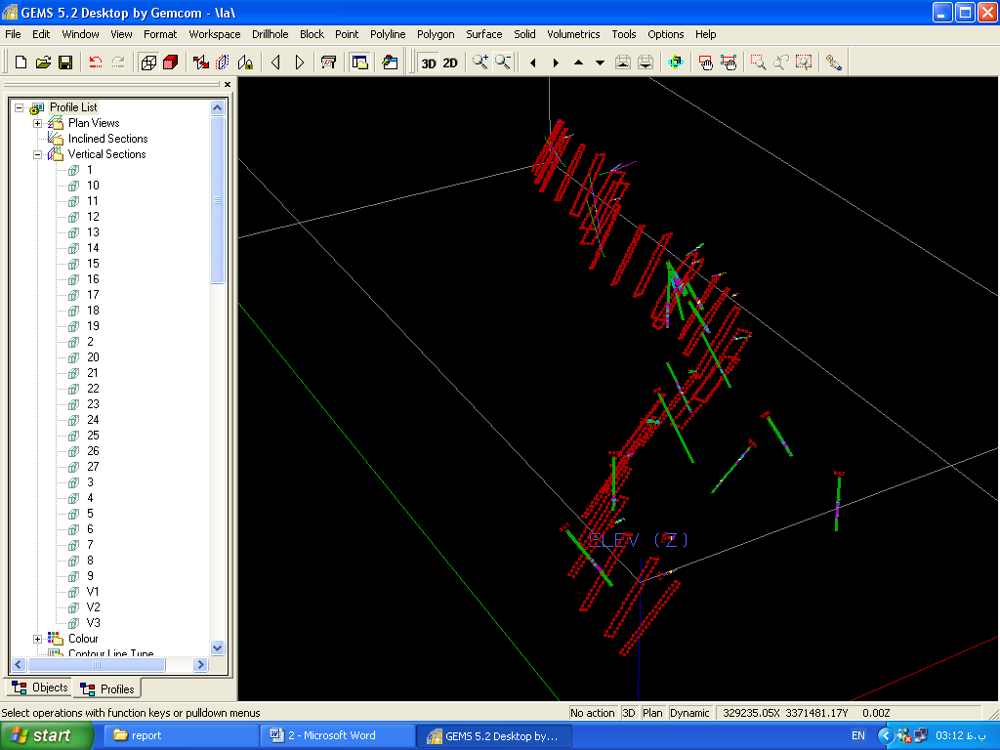 GEMS 5.2 Desktop by Gemcom - \la\
File Edit Window View Format Workspace Drillhole Block Point Polyline Polygon Surface Solid Volumetrics Tools Options Help
3D 2D
Profile List
Plan Views
Inclined Sections
Vertical Sections
1
10
11
12
13
14
15
16
17
18
19
2
20
21
22
23
24
25
26
27
3
4
5
6
7
8
9
V1
V2
V3
Colour
Contour Line Type
ELEV (Z)
Objects Profiles
Select operations with function keys or pulldown menus
No action 3D Plan Dynamic 329235.05X 3371481.17Y 0.00Z
start report 2 - Microsoft Word GEMS 5.2 Desktop by... EN 03:12 ب.ظ